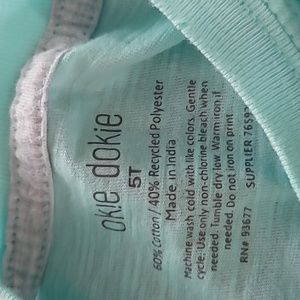 okie dokie
5T
60% Cotton / 40% Recycled Polyester
Made in India
Machine wash cold with like colors. Gentle
cycle. Use only non-chlorine bleach when
needed. Tumble dry low. Warm iron if
needed. Do not iron on print
RN# 93677 SUPPLIER 7659